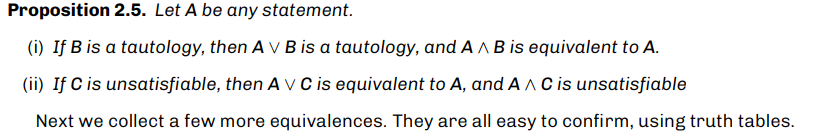 Proposition 2.5. Let A be any statement.
(i) If B is a tautology, then A ∨ B is a tautology, and A ∧ B is equivalent to A.
(ii) If C is unsatisfiable, then A ∨ C is equivalent to A, and A ∧ C is unsatisfiable
Next we collect a few more equivalences. They are all easy to confirm, using truth tables.